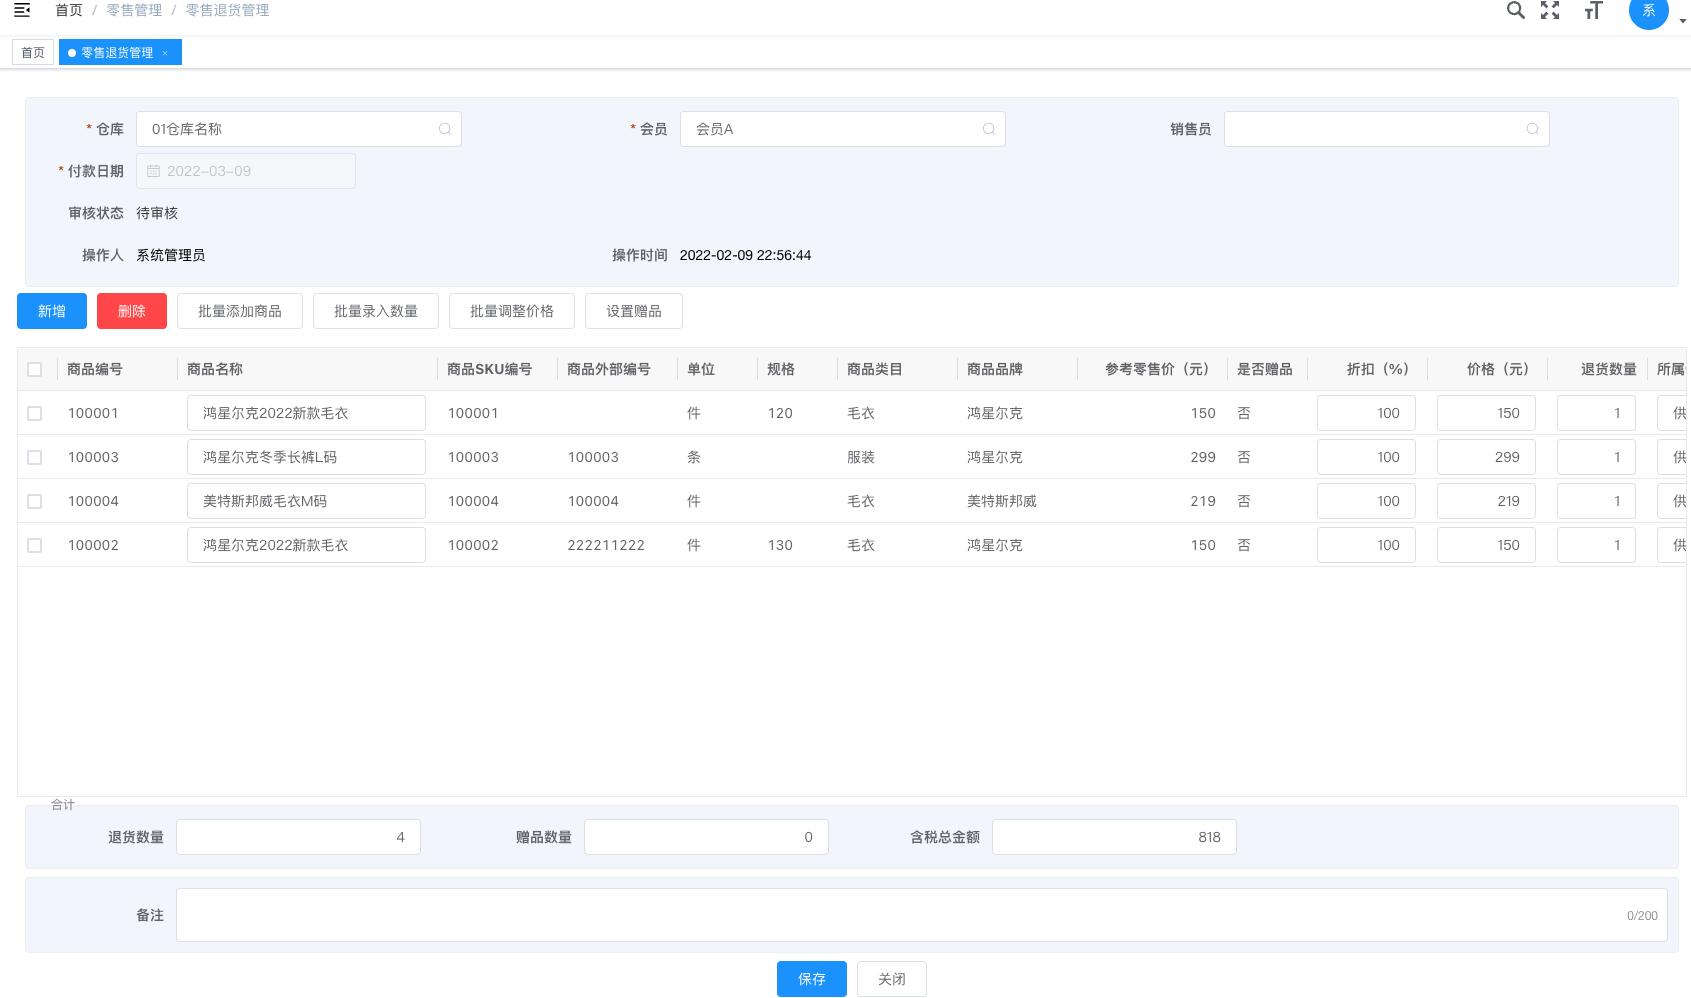 首页 / 零售管理 / 零售退货管理 系
首页 零售退货管理 ×
* 仓库 01仓库名称 * 会员 会员A 销售员
* 付款日期 2022-03-09
审核状态 待审核
操作人 系统管理员 操作时间 2022-02-09 22:56:44
新增 删除 批量添加商品 批量录入数量 批量调整价格 设置赠品
商品编号 商品名称 商品SKU编号 商品外部编号 单位 规格 商品类目 商品品牌 参考零售价（元） 是否赠品 折扣（%） 价格（元） 退货数量 所属
100001 鸿星尔克2022新款毛衣 100001 件 120 毛衣 鸿星尔克 150 否 100 150 1 供
100003 鸿星尔克冬季长裤L码 100003 100003 条 服装 鸿星尔克 299 否 100 299 1 供
100004 美特斯邦威毛衣M码 100004 100004 件 毛衣 美特斯邦威 219 否 100 219 1 供
100002 鸿星尔克2022新款毛衣 100002 222211222 件 130 毛衣 鸿星尔克 150 否 100 150 1 供
合计
退货数量 4 赠品数量 0 含税总金额 818
备注 0/200
保存 关闭